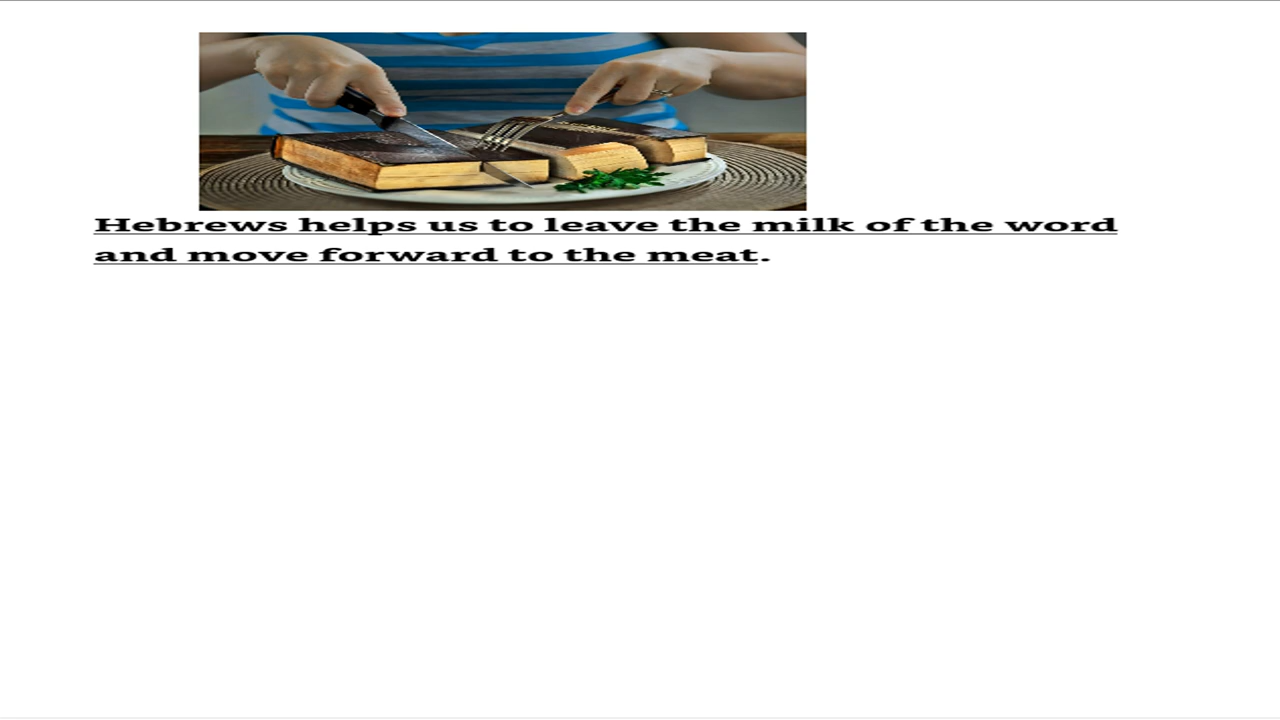 Hebrews helps us to leave the milk of the word
and move forward to the meat.